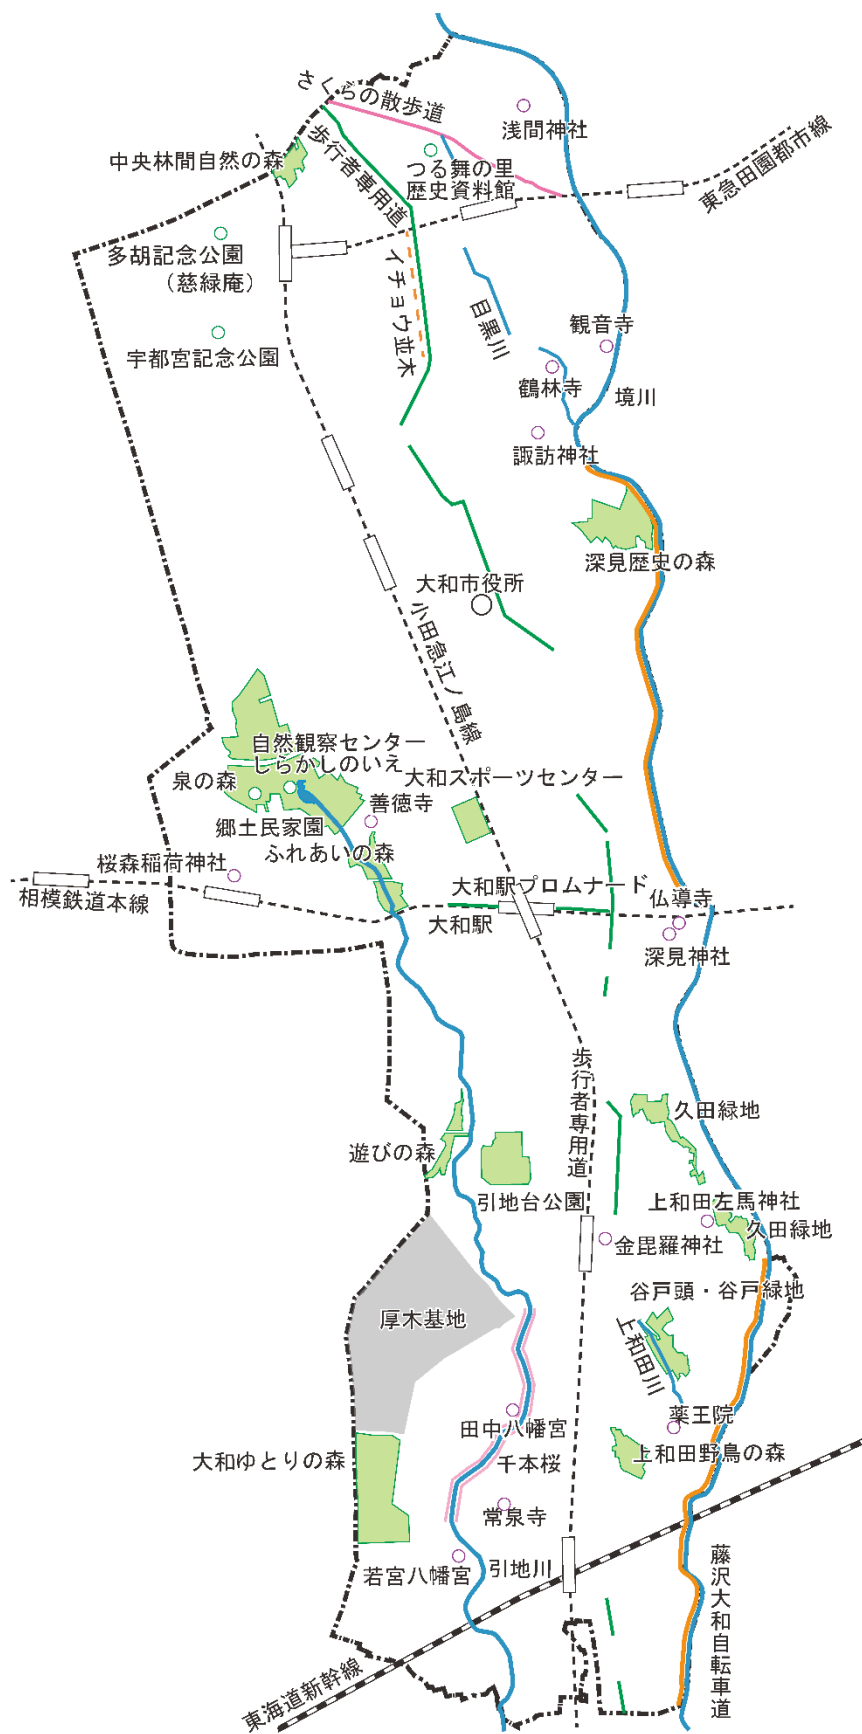 さくらの散歩道
浅間神社
中央林間自然の森
歩行者専用道
つる舞の里
歴史資料館
東急田園都市線
多胡記念公園
（慈緑庵）
イチョウ並木
目黒川
観音寺
宇都宮記念公園
鶴林寺
境川
諏訪神社
深見歴史の森
大和市役所
小田急江ノ島線
自然観察センター
しらかしのいえ
泉の森
大和スポーツセンター
郷土民家園
善徳寺
ふれあいの森
桜森稲荷神社
相模鉄道本線
大和駅プロムナード
大和駅
仏導寺
深見神社
歩行者専用道
久田緑地
遊びの森
引地台公園
上和田左馬神社
久田緑地
金毘羅神社
谷戸頭・谷戸緑地
厚木基地
上和田川
田中八幡宮
薬王院
千本桜
上和田野鳥の森
大和ゆとりの森
常泉寺
若宮八幡宮
引地川
藤沢大和自転車道
東海道新幹線